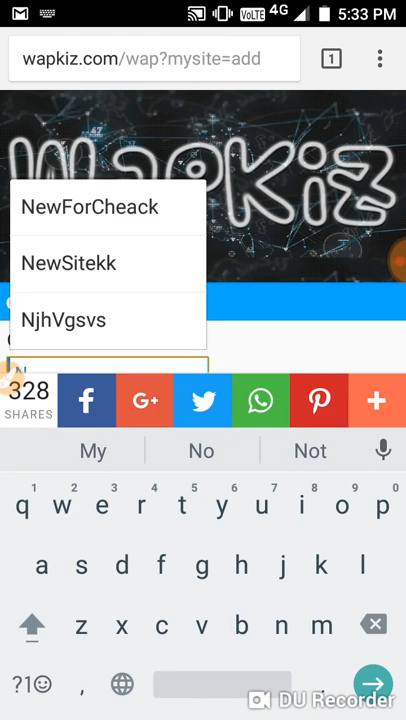 VoLTE 4G 5:33 PM
wapkiz.com/wap?mysite=add
1
WapKiz
NewForCheack
NewSitekk
NjhVgsvs
N
328
SHARES
f G+ +
My No Not
1 2 3 4 5 6 7 8 9 0
q w e r t y u i o p
a s d f g h j k l
z x c v b n m
?1☺ , .
DU Recorder